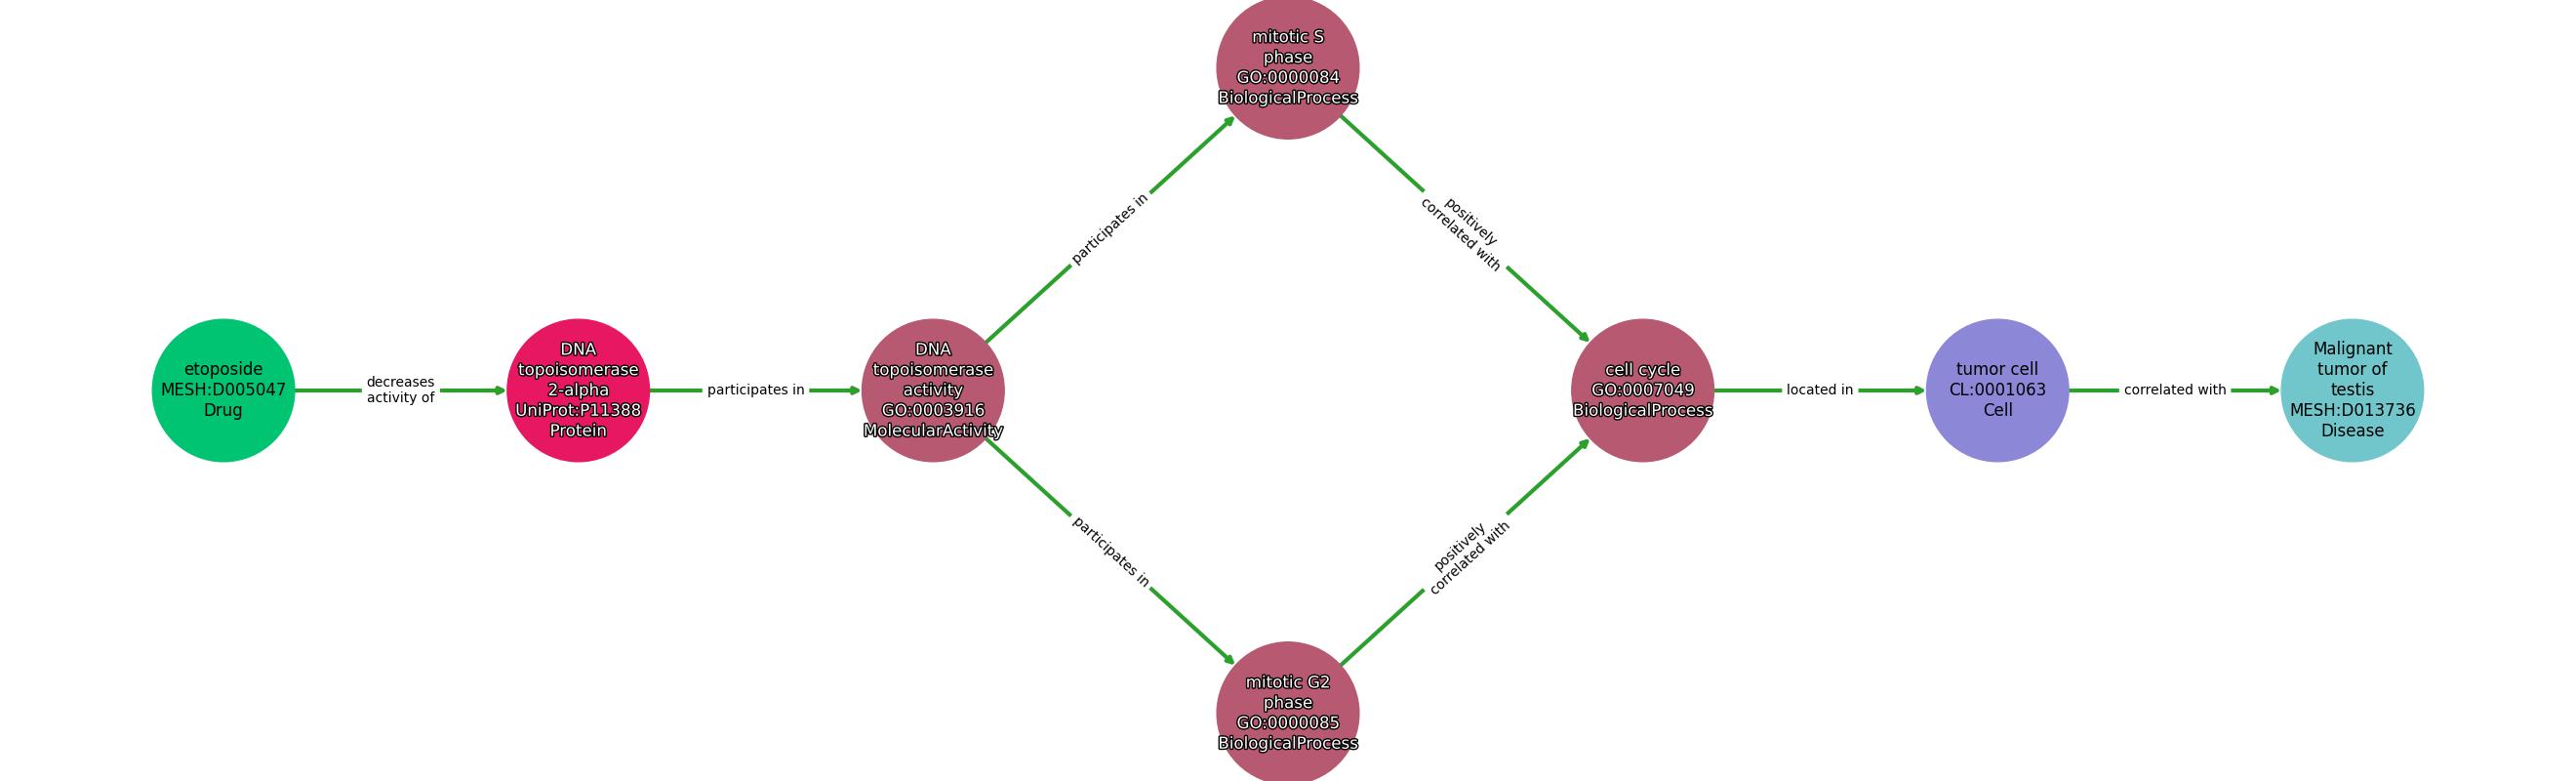 etoposide
MESH:D005047
Drug
decreases
activity of
DNA
topoisomerase
2-alpha
UniProt:P11388
Protein
participates in
DNA
topoisomerase
activity
GO:0003916
MolecularActivity
participates in
mitotic S
phase
GO:0000084
BiologicalProcess
positively
correlated with
participates in
mitotic G2
phase
GO:0000085
BiologicalProcess
positively
correlated with
cell cycle
GO:0007049
BiologicalProcess
located in
tumor cell
CL:0001063
Cell
correlated with
Malignant
tumor of
testis
MESH:D013736
Disease